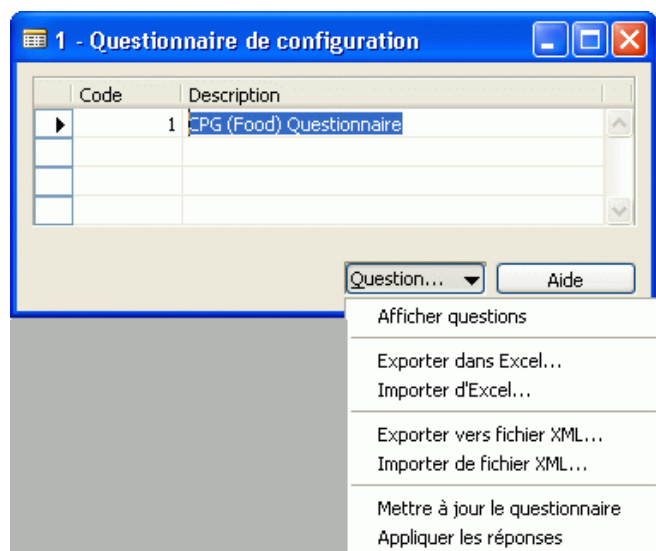 1 - Questionnaire de configuration
Code Description
1 CPG (Food) Questionnaire
Question... Aide
Afficher questions
Exporter dans Excel...
Importer d'Excel...
Exporter vers fichier XML...
Importer de fichier XML...
Mettre à jour le questionnaire
Appliquer les réponses